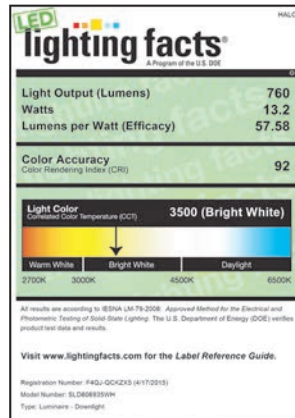 LED
HALO
lighting facts®
A Program of the U.S. DOE
Light Output (Lumens) 760
Watts 13.2
Lumens per Watt (Efficacy) 57.58
Color Accuracy
Color Rendering Index (CRI) 92
Light Color
Correlated Color Temperature (CCT) 3500 (Bright White)
Warm White Bright White Daylight
2700K 3000K 4500K 6500K
All results are according to IESNA LM-79-2008: Approved Method for the Electrical and
Photometric Testing of Solid-State Lighting. The U.S. Department of Energy (DOE) verifies
product test data and results.
Visit www.lightingfacts.com for the Label Reference Guide.
Registration Number: F4QJ-QCKZX5 (4/17/2015)
Model Number: SLD606935WH
Type: Luminaire - Downlight